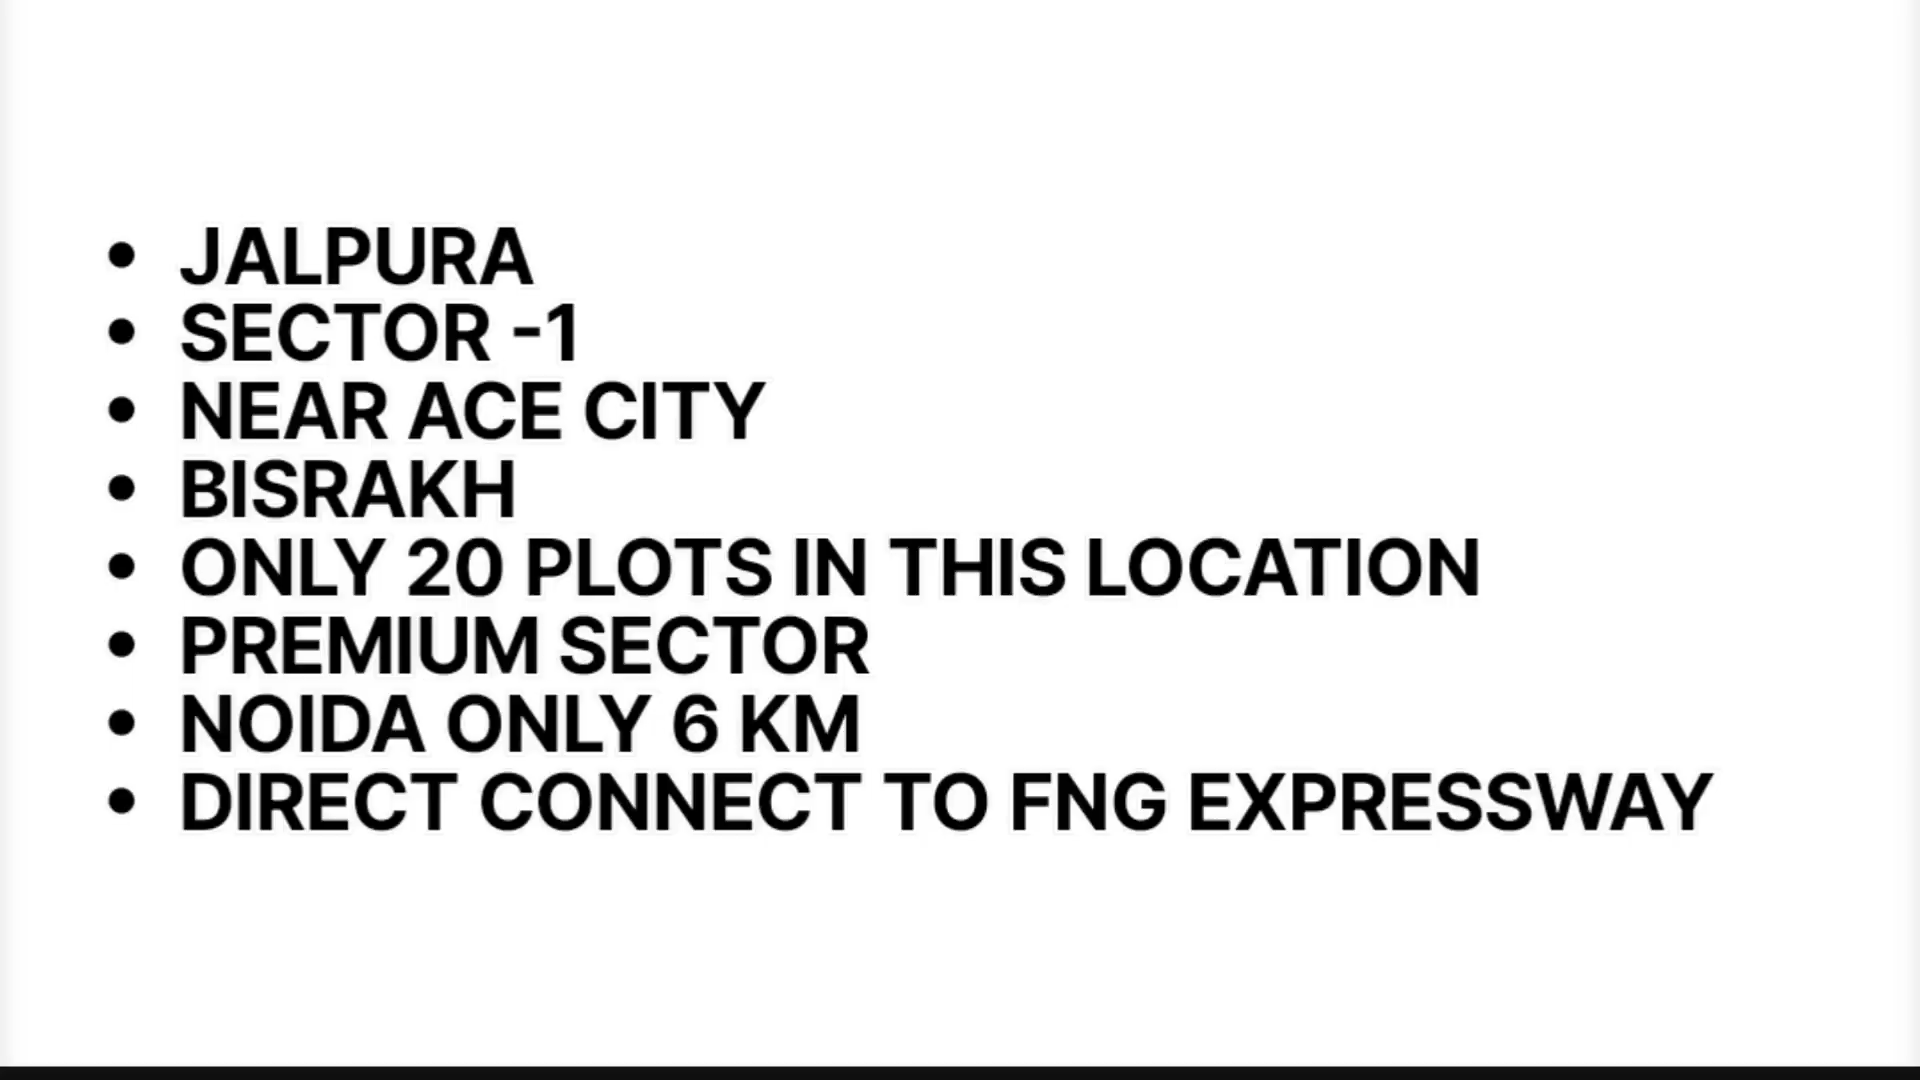 • JALPURA
• SECTOR -1
• NEAR ACE CITY
• BISRAKH
• ONLY 20 PLOTS IN THIS LOCATION
• PREMIUM SECTOR
• NOIDA ONLY 6 KM
• DIRECT CONNECT TO FNG EXPRESSWAY